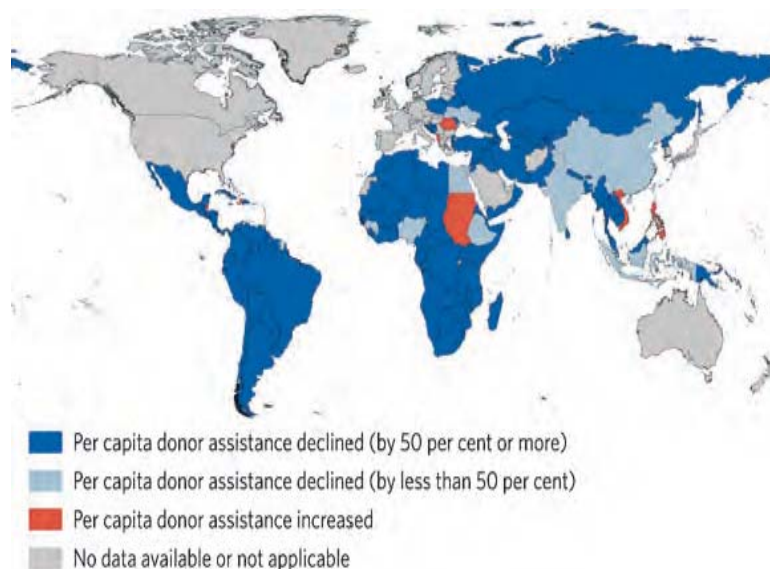 Per capita donor assistance declined (by 50 per cent or more)
Per capita donor assistance declined (by less than 50 per cent)
Per capita donor assistance increased
No data available or not applicable